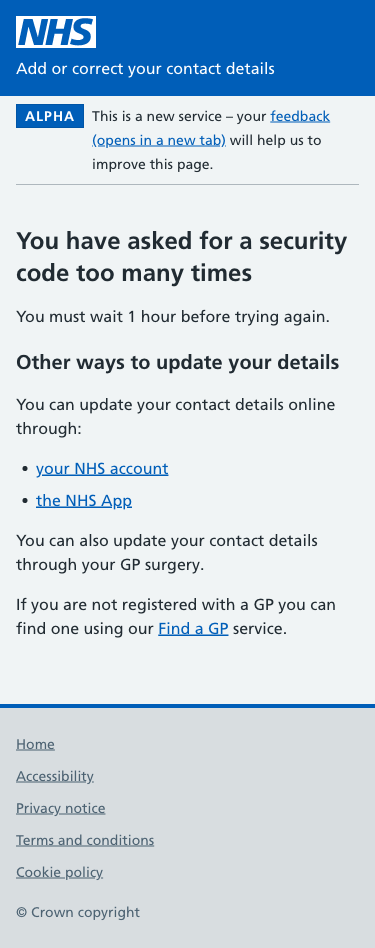 NHS
Add or correct your contact details
ALPHA This is a new service – your feedback
(opens in a new tab) will help us to
improve this page.
You have asked for a security
code too many times
You must wait 1 hour before trying again.
Other ways to update your details
You can update your contact details online
through:
• your NHS account
• the NHS App
You can also update your contact details
through your GP surgery.
If you are not registered with a GP you can
find one using our Find a GP service.
Home
Accessibility
Privacy notice
Terms and conditions
Cookie policy
© Crown copyright